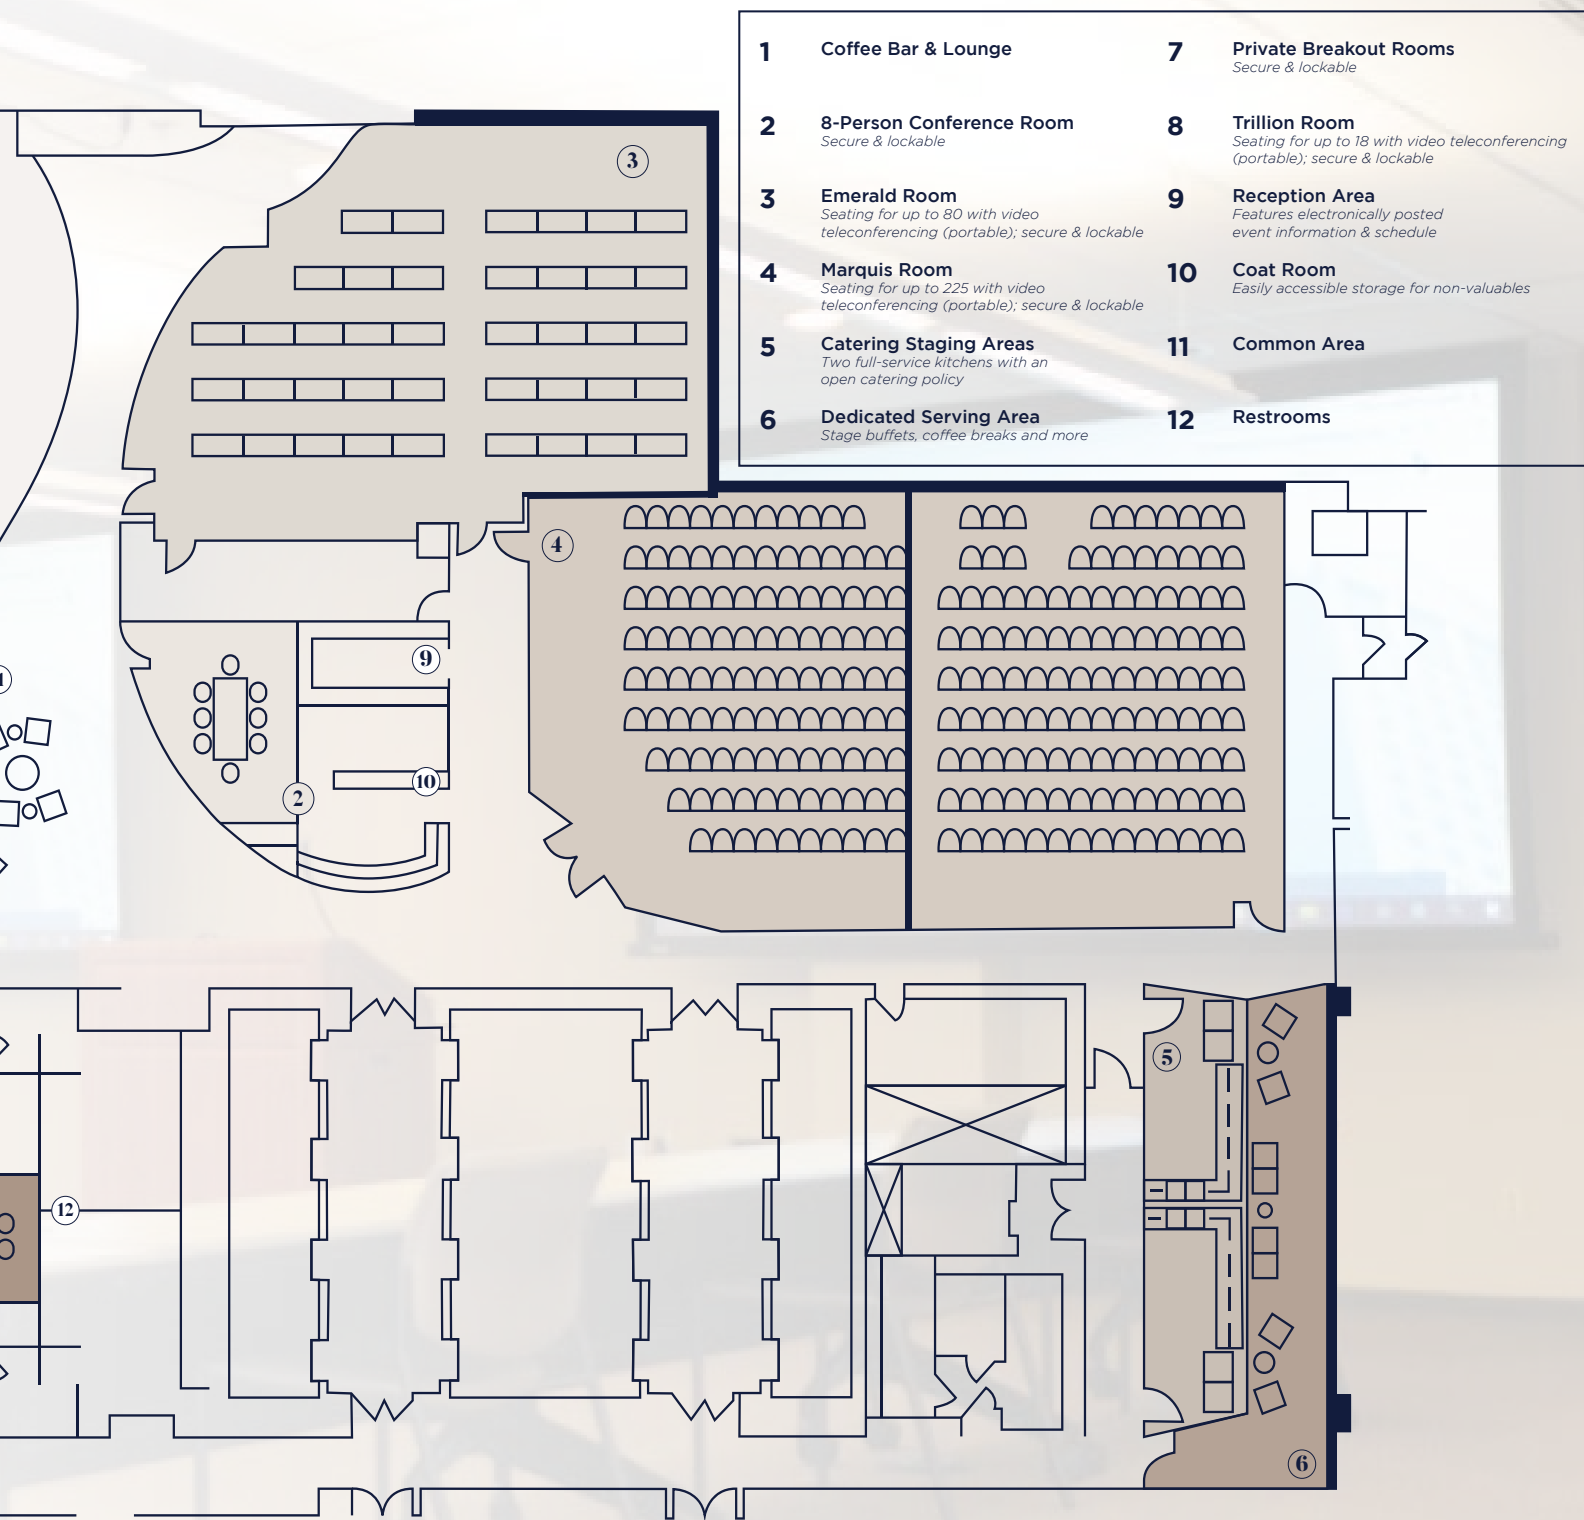 1 Coffee Bar & Lounge
2 8-Person Conference Room
Secure & lockable
3 Emerald Room
Seating for up to 80 with video
teleconferencing (portable); secure & lockable
4 Marquis Room
Seating for up to 225 with video
teleconferencing (portable); secure & lockable
5 Catering Staging Areas
Two full-service kitchens with an
open catering policy
6 Dedicated Serving Area
Stage buffets, coffee breaks and more
7 Private Breakout Rooms
Secure & lockable
8 Trillion Room
Seating for up to 18 with video teleconferencing
(portable); secure & lockable
9 Reception Area
Features electronically posted
event information & schedule
10 Coat Room
Easily accessible storage for non-valuables
11 Common Area
12 Restrooms
3
4
9
10
2
5
12
6